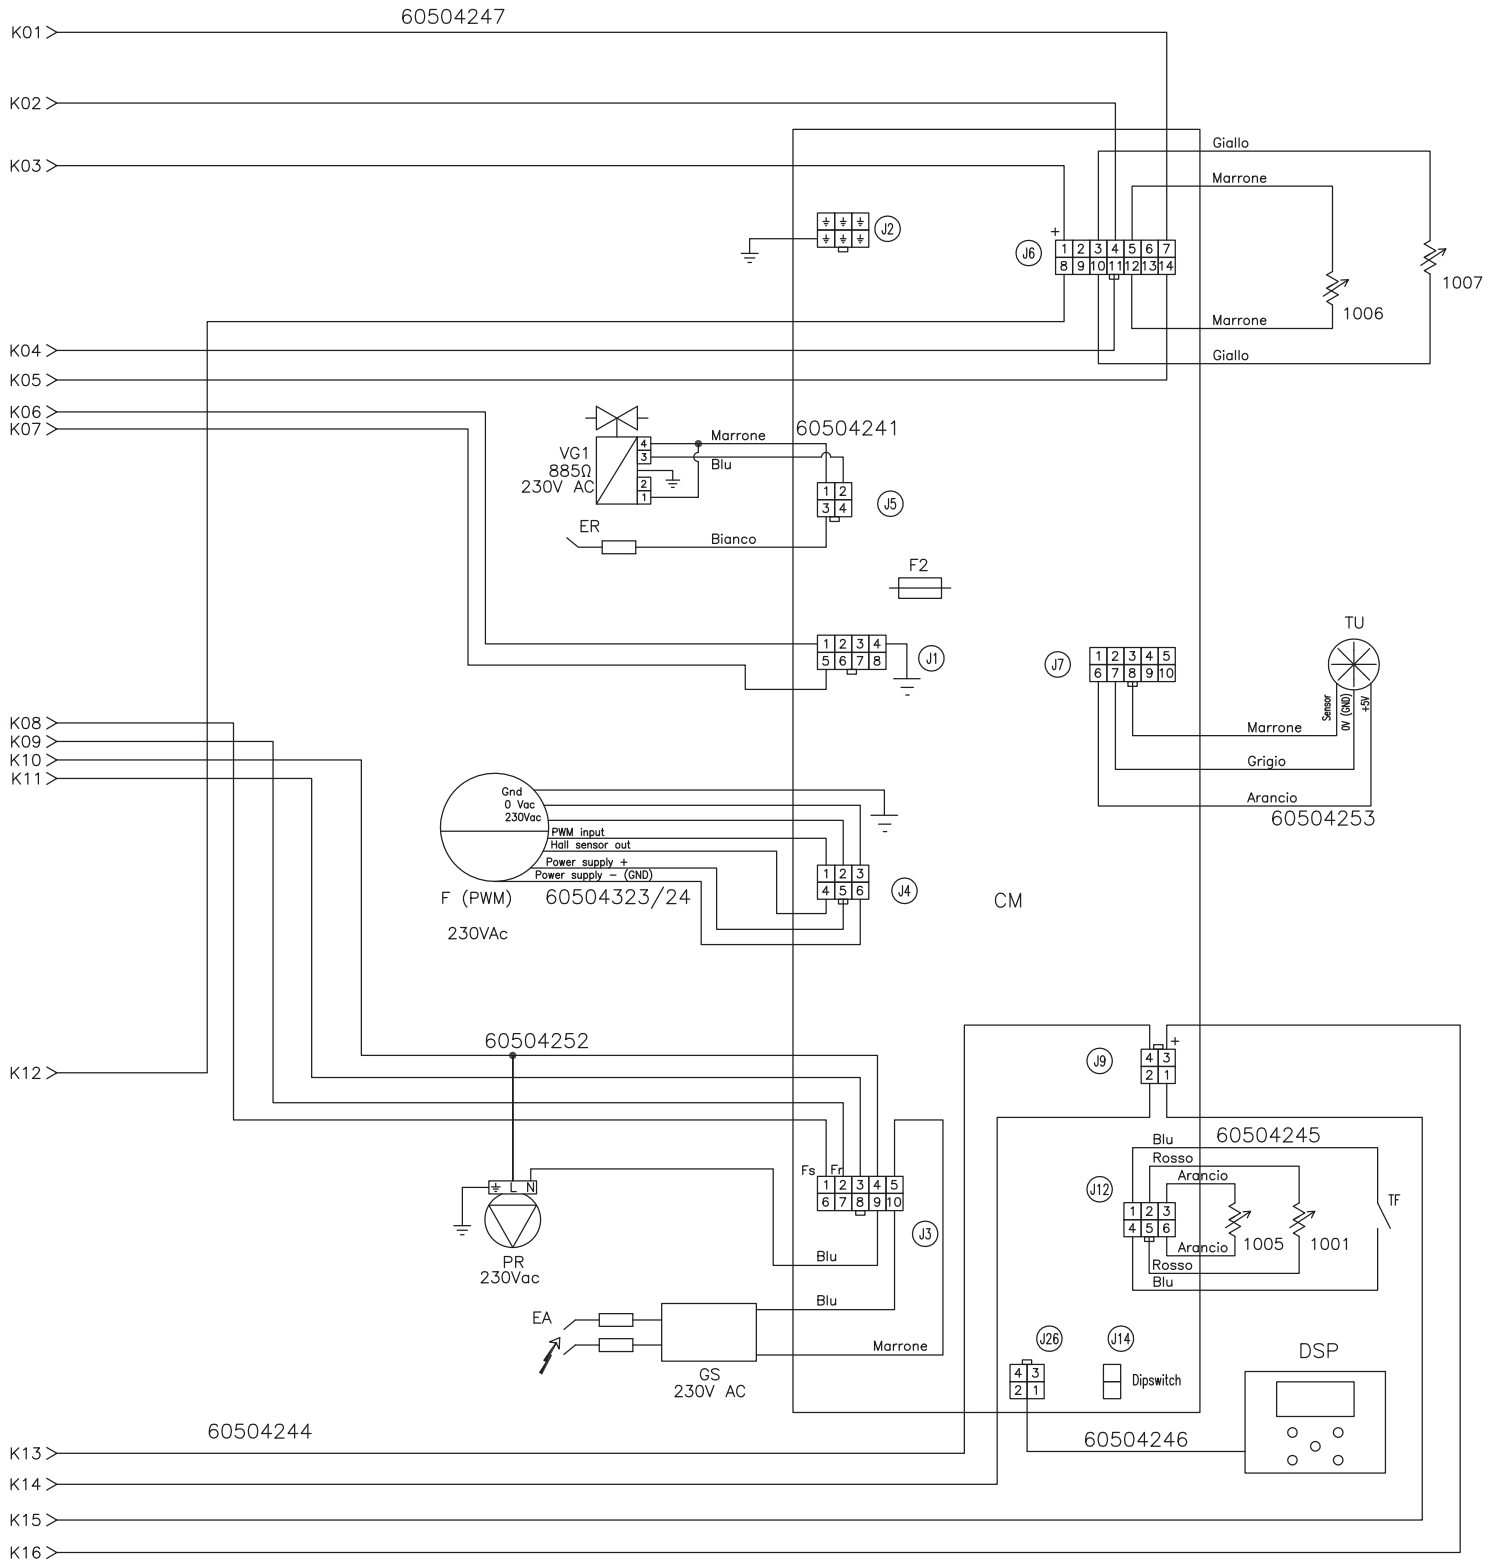 60504247
K01
K02
K03
Giallo
Marrone
J2
J6
+
1 2 3 4 5 6 7
8 9 10 11 12 13 14
1007
1006
Marrone
Giallo
K04
K05
K06
K07
VG1
885Ω
230V AC
4
3
2
1
Marrone
Blu
60504241
1 2
3 4
J5
ER
Bianco
F2
1 2 3 4
5 6 7 8
J1
J7
1 2 3 4 5
6 7 8 9 10
TU
Sensor
0V (GND)
+5V
Marrone
Grigio
Arancio
60504253
K08
K09
K10
K11
Gnd
0 Vac
230Vac
PWM input
Hall sensor out
Power supply +
Power supply - (GND)
F (PWM)
60504323/24
230VAc
1 2 3
4 5 6
J4
CM
60504252
K12
J9
+
4 3
2 1
60504245
Blu
Rosso
Arancio
J12
1 2 3
4 5 6
1005
1001
TF
Arancio
Rosso
Blu
Fs Fr
1 2 3 4 5
6 7 8 9 10
J3
L N
PR
230Vac
Blu
Blu
EA
Marrone
GS
230V AC
J26
4 3
2 1
J14
Dipswitch
DSP
60504244
60504246
K13
K14
K15
K16